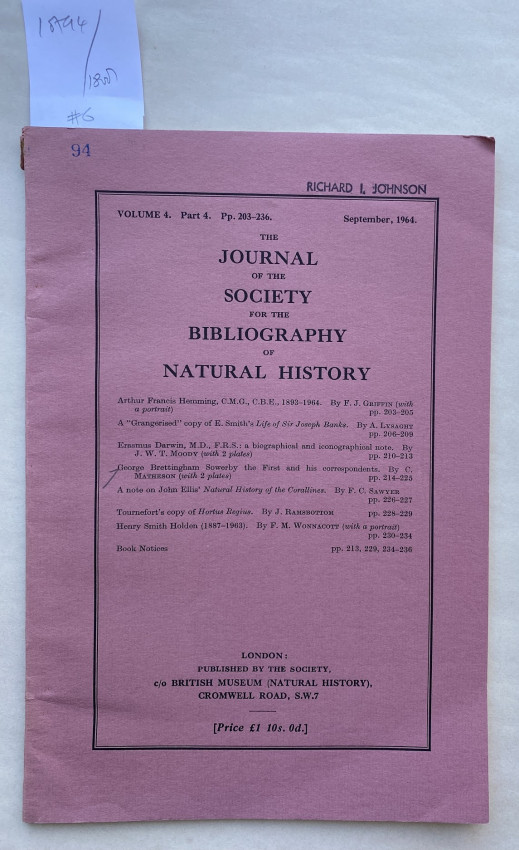 1894/
1800
#6
94
RICHARD I. JOHNSON
VOLUME 4. Part 4. Pp. 203–236. September, 1964.
THE
JOURNAL
OF THE
SOCIETY
FOR THE
BIBLIOGRAPHY
OF
NATURAL HISTORY
Arthur Francis Hemming, C.M.G., C.B.E., 1893–1964. By F. J. GRIFFIN (with
a portrait) pp. 203–205
A "Grangerised" copy of E. Smith's Life of Sir Joseph Banks. By A. LYSAGHT
pp. 206–209
Erasmus Darwin, M.D., F.R.S.: a biographical and iconographical note. By
J. W. T. MOODY (with 2 plates) pp. 210–213
George Brettingham Sowerby the First and his correspondents. By C.
MATHESON (with 2 plates) pp. 214–225
A note on John Ellis' Natural History of the Corallines. By F. C. SAWYER
pp. 226–227
Tournefort's copy of Hortus Regius. By J. RAMSBOTTOM pp. 228–229
Henry Smith Holden (1887–1963). By F. M. WONNACOTT (with a portrait)
pp. 230–234
Book Notices pp. 213, 229, 234–236
LONDON:
PUBLISHED BY THE SOCIETY,
c/o BRITISH MUSEUM (NATURAL HISTORY),
CROMWELL ROAD, S.W.7
[Price £1 10s. 0d.]